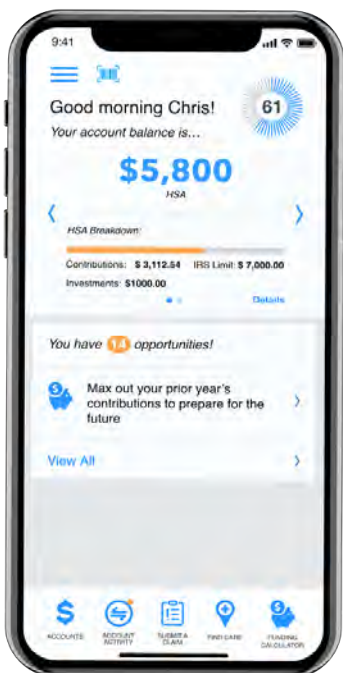 9:41
Good morning Chris!
61
Your account balance is...
$5,800
HSA
HSA Breakdown:
Contributions: $ 3,112.54 IRS Limit: $ 7,000.00
Investments: $1000.00
Details
You have 14 opportunities!
Max out your prior year's
contributions to prepare for the
future
View All
ACCOUNTS
ACCOUNT
ACTIVITY
SUBMIT A
CLAIM
FIND CARE
FUNDING
CALCULATOR